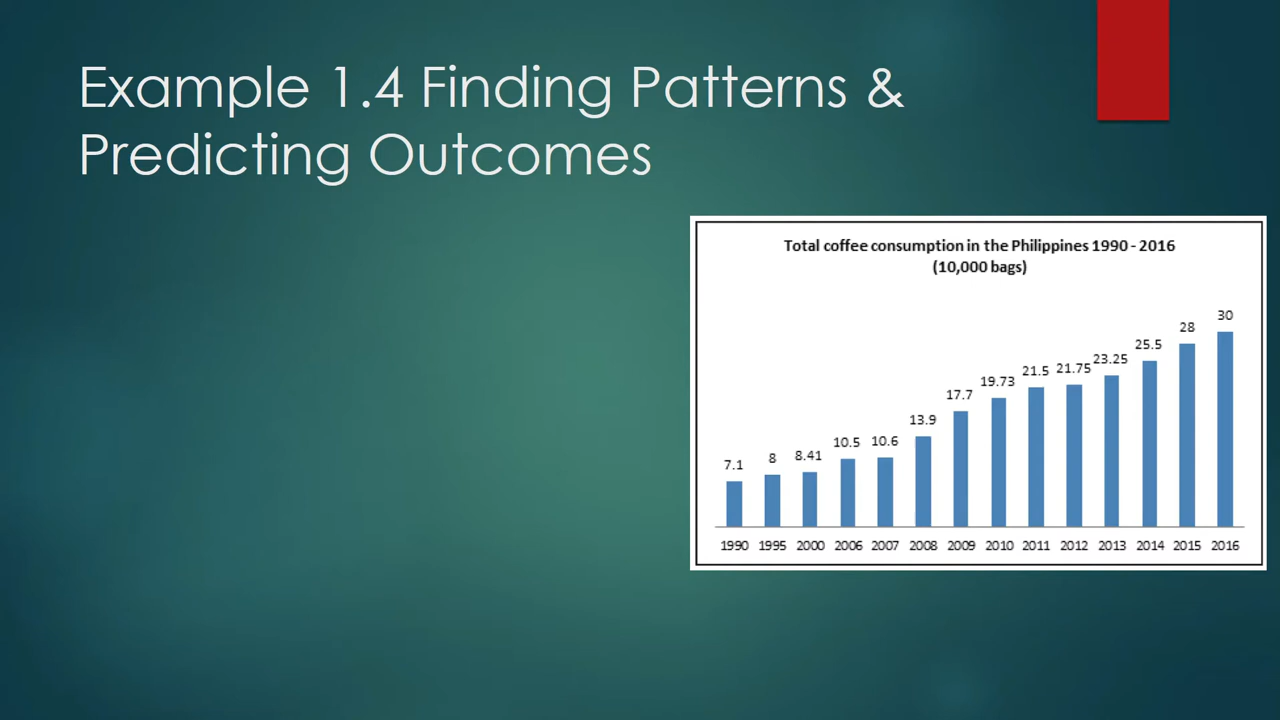 Example 1.4 Finding Patterns &
Predicting Outcomes
Total coffee consumption in the Philippines 1990 - 2016
(10,000 bags)
7.1 8 8.41 10.5 10.6 13.9 17.7 19.73 21.5 21.75 23.25 25.5 28 30
1990 1995 2000 2006 2007 2008 2009 2010 2011 2012 2013 2014 2015 2016